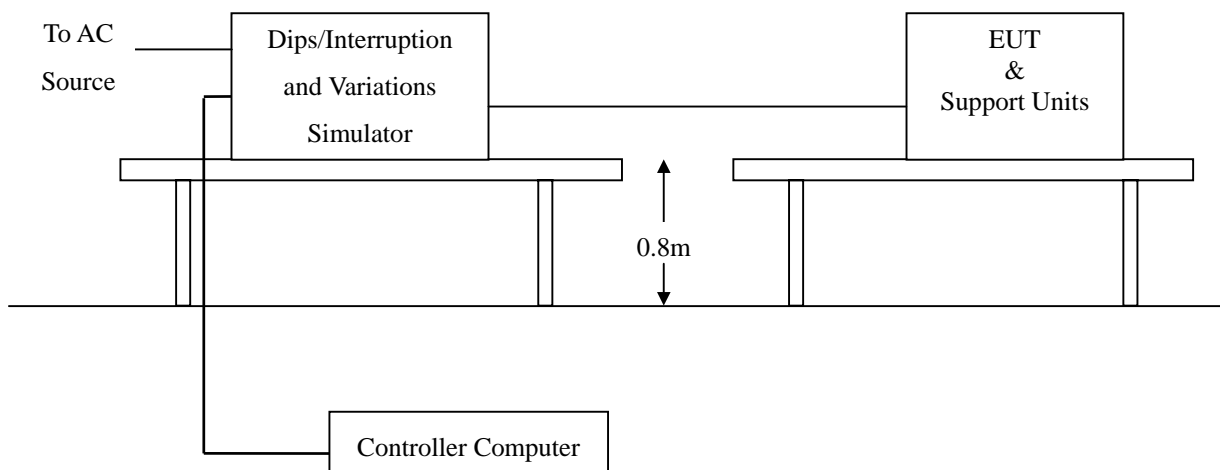 To AC
Source
Dips/Interruption
and Variations
Simulator
EUT
&
Support Units
0.8m
Controller Computer